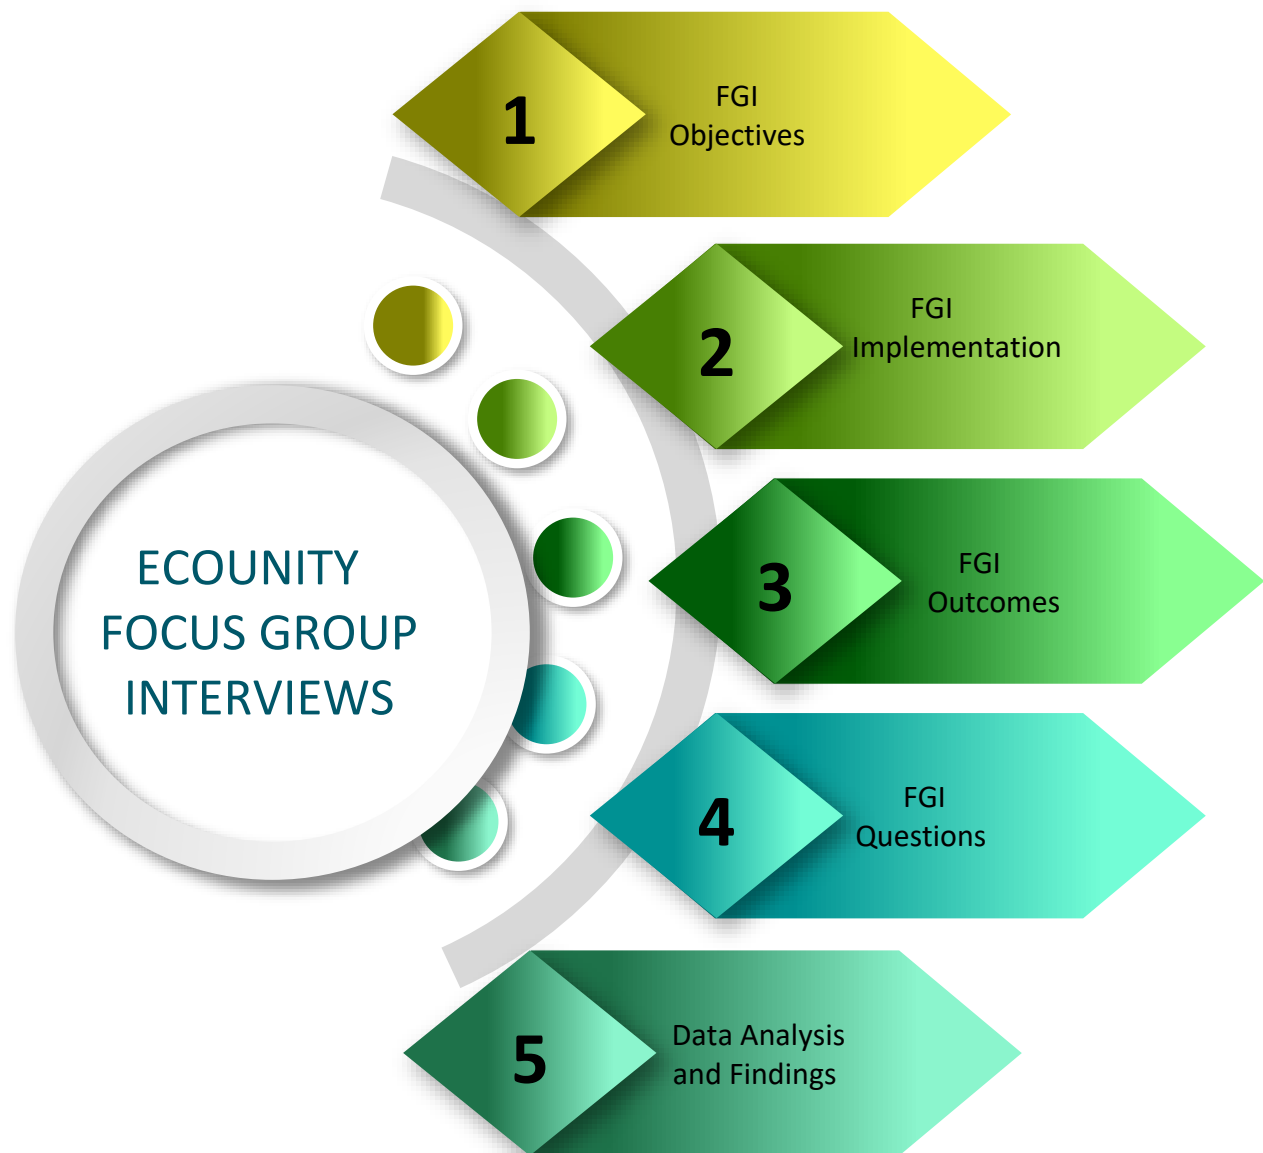 ECOUNITY
FOCUS GROUP
INTERVIEWS
1
FGI
Objectives
2
FGI
Implementation
3
FGI
Outcomes
4
FGI
Questions
5
Data Analysis
and Findings